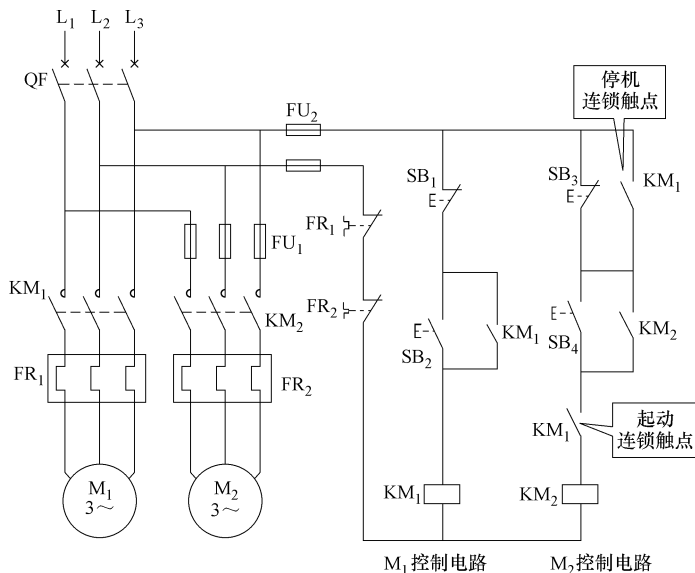 L₁ L₂ L₃
QF
FU₂
停机
连锁触点
SB₁
SB₃
KM₁
FR₁
FU₁
KM₁
KM₂
FR₂
SB₂
KM₁
SB₄
KM₂
FR₁
FR₂
KM₁
起动
连锁触点
M₁
3～
M₂
3～
KM₁
KM₂
M₁控制电路
M₂控制电路